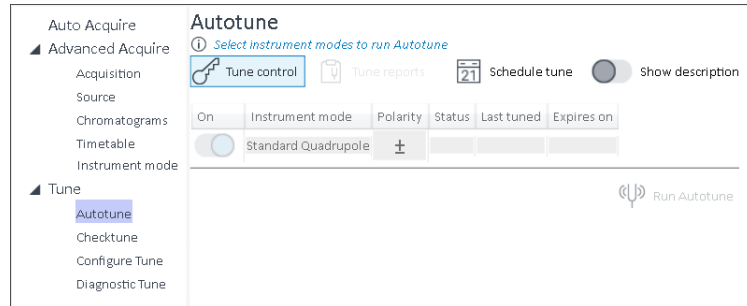 Auto Acquire
Advanced Acquire
Acquisition
Source
Chromatograms
Timetable
Instrument mode
Tune
Autotune
Checktune
Configure Tune
Diagnostic Tune
Autotune
Select instrument modes to run Autotune
Tune control Tune reports 21 Schedule tune Show description
On Instrument mode Polarity Status Last tuned Expires on
Standard Quadrupole ±
Run Autotune